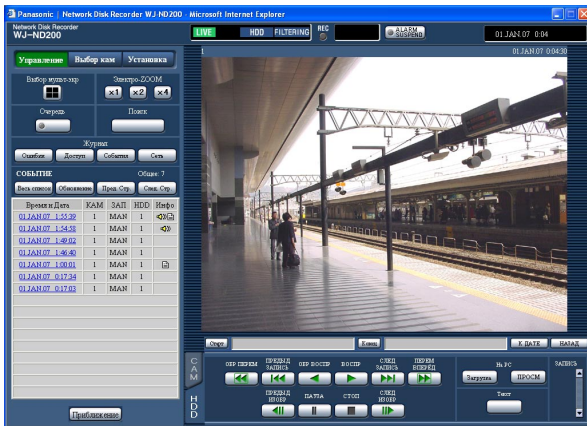 Panasonic | Network Disk Recorder WJ-ND200 - Microsoft Internet Explorer
Network Disk Recorder
WJ-ND200
LIVE HDD FILTERING REC ALARM SUSPEND 01.JAN.07 0:04
Управление Выбор кам Установка
1 01.JAN.07 0:04:30
Выбор мульт-экр Электро-ZOOM
×1 ×2 ×4
Очередь Поиск
Журнал
Ошибки Доступ События Сеть
СОБЫТИЕ Общее: 7
Весь список Обновление Пред. Стр. След. Стр.
Время и Дата КАМ ЗАП HDD Инфо
01.JAN.07 1:55:39 1 MAN 1
01.JAN.07 1:54:58 1 MAN 1
01.JAN.07 1:49:02 1 MAN 1
01.JAN.07 1:46:40 1 MAN 1
01.JAN.07 1:00:01 1 MAN 1
01.JAN.07 0:17:34 1 MAN 1
01.JAN.07 0:17:03 1 MAN 1
Приближение
Старт Конец К ДАТЕ НАЗАД
CAM
HDD
ОБР ПЕРЕМ ПРЕДЫД ЗАПИСЬ ОБР ВОСПР ВОСПР СЛЕД ЗАПИСЬ ПЕРЕМ ВПЕРЁД
ПРЕДЫД ИЗОБР ПАУЗА СТОП СЛЕД ИЗОБР
На PC
Загрузка ПРОСМ
Текст
ЗАПИСЬ